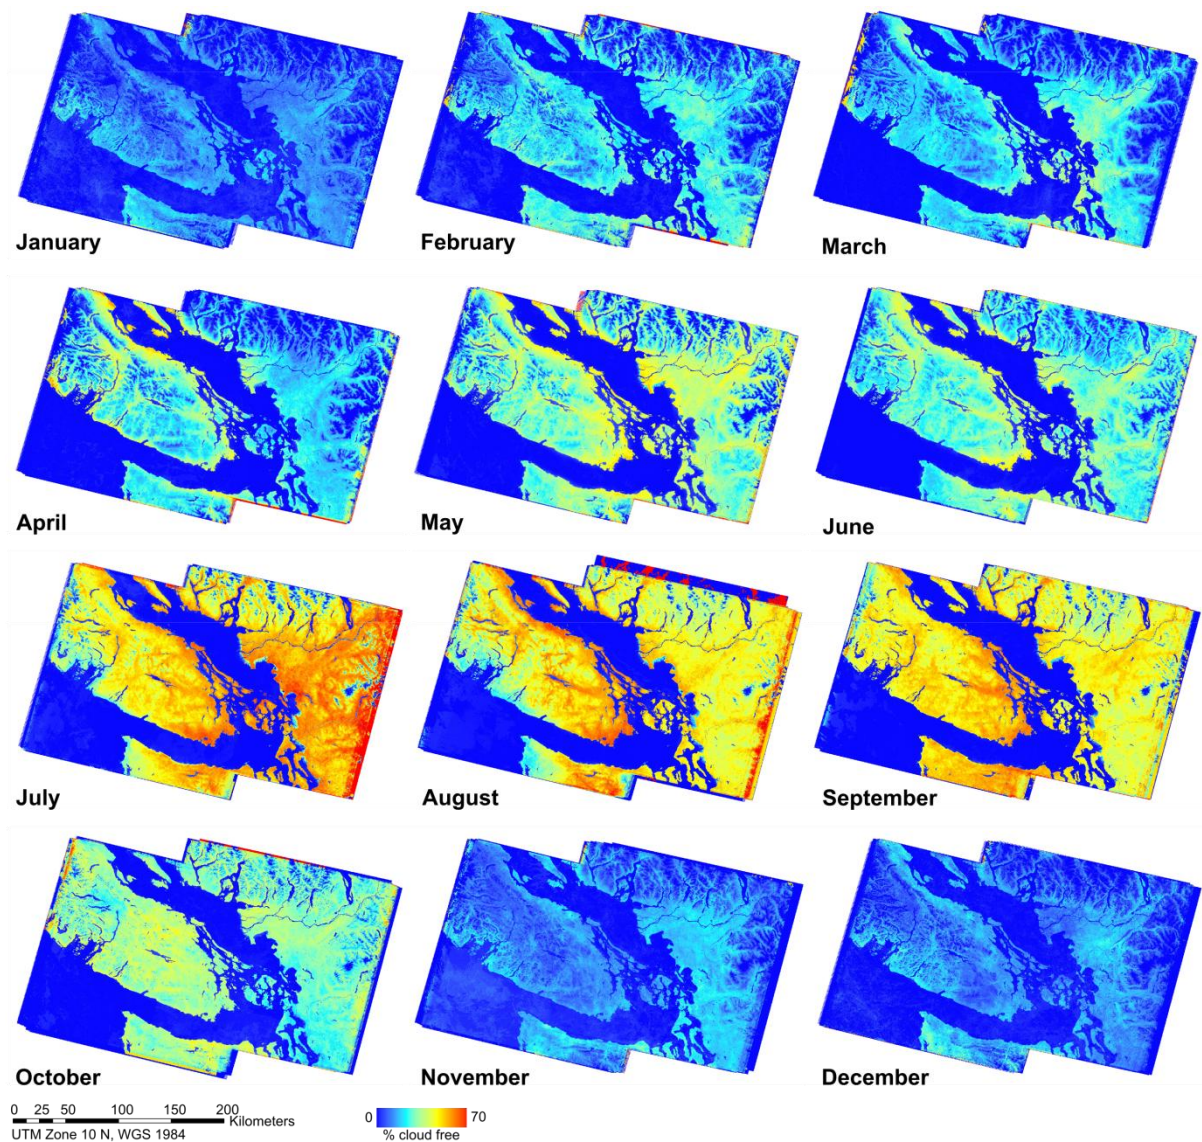 January
February
March
April
May
June
July
August
September
October
November
December
0 25 50 100 150 200
Kilometers
UTM Zone 10 N, WGS 1984
0 70
% cloud free